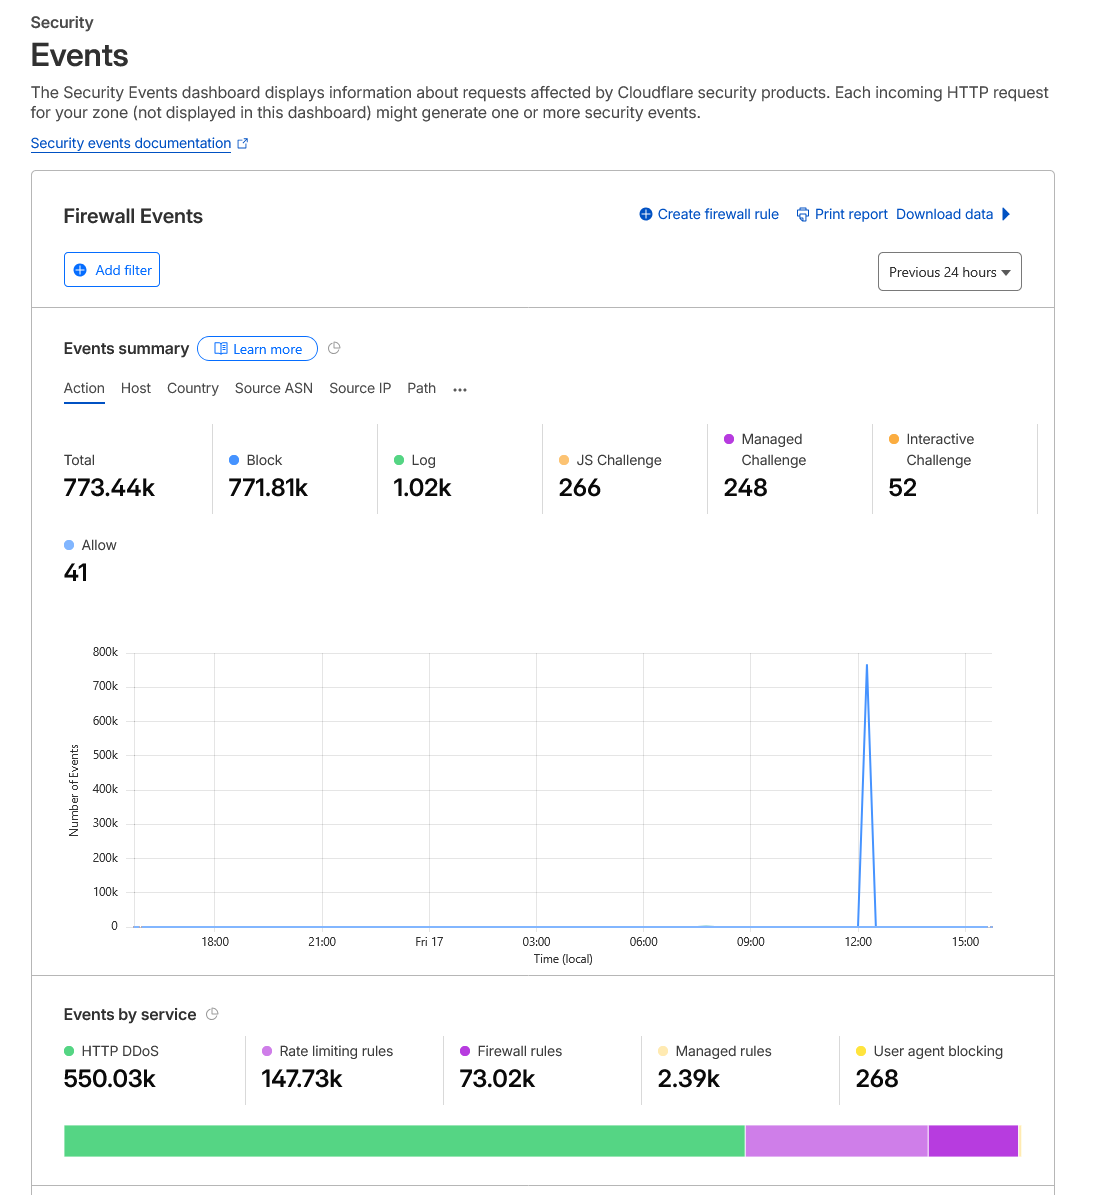 Security
Events
The Security Events dashboard displays information about requests affected by Cloudflare security products. Each incoming HTTP request
for your zone (not displayed in this dashboard) might generate one or more security events.
Security events documentation
Firewall Events
Create firewall rule Print report Download data
Add filter
Previous 24 hours
Events summary Learn more
Action Host Country Source ASN Source IP Path ...
Total
773.44k
Block
771.81k
Log
1.02k
JS Challenge
266
Managed
Challenge
248
Interactive
Challenge
52
Allow
41
Number of Events
800k
700k
600k
500k
400k
300k
200k
100k
0
18:00 21:00 Fri 17 03:00 06:00 09:00 12:00 15:00
Time (local)
Events by service
HTTP DDoS
550.03k
Rate limiting rules
147.73k
Firewall rules
73.02k
Managed rules
2.39k
User agent blocking
268